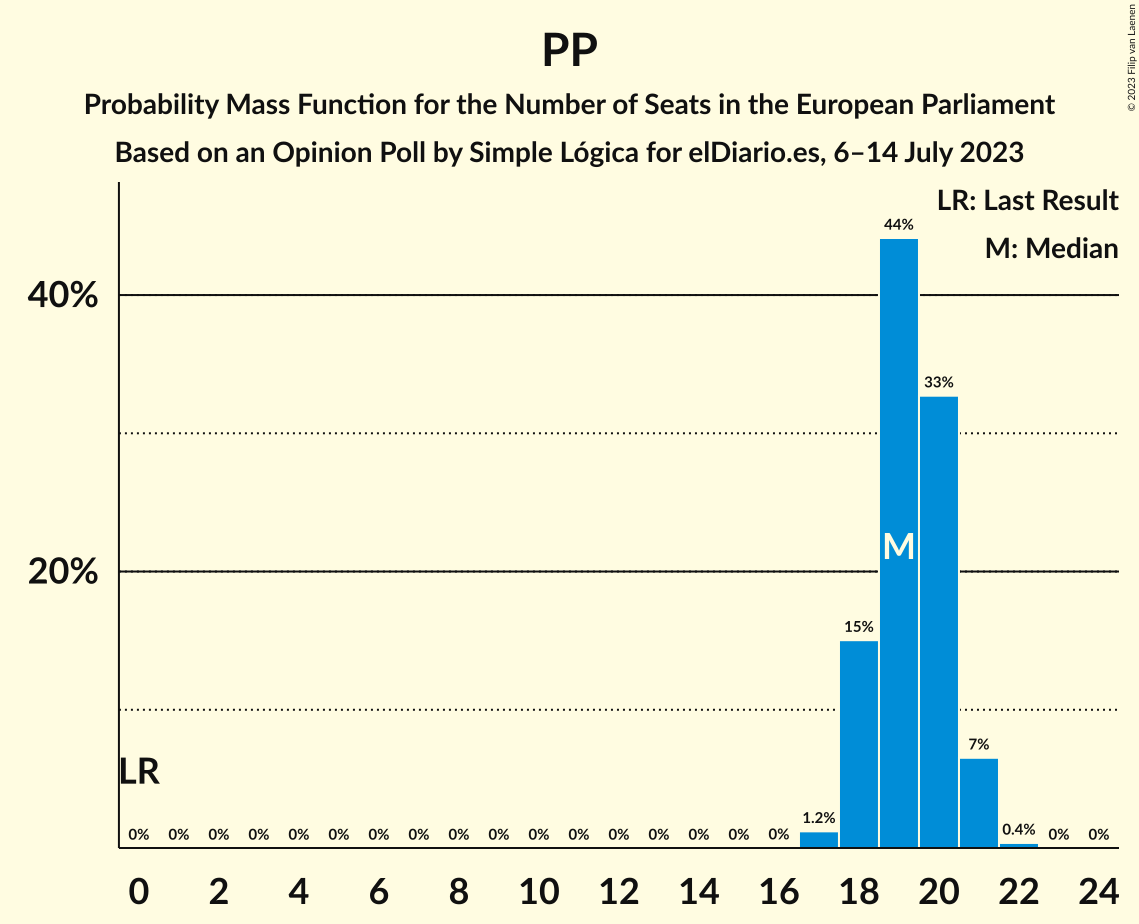 PP
Probability Mass Function for the Number of Seats in the European Parliament
Based on an Opinion Poll by Simple Lógica for elDiario.es, 6–14 July 2023
© 2023 Filip van Laenen
LR: Last Result
M: Median
44%
40%
33%
M
20%
15%
7%
LR
0% 0% 0% 0% 0% 0% 0% 0% 0% 0% 0% 0% 0% 0% 0% 0% 0% 1.2% 0.4% 0% 0%
0 2 4 6 8 10 12 14 16 18 20 22 24